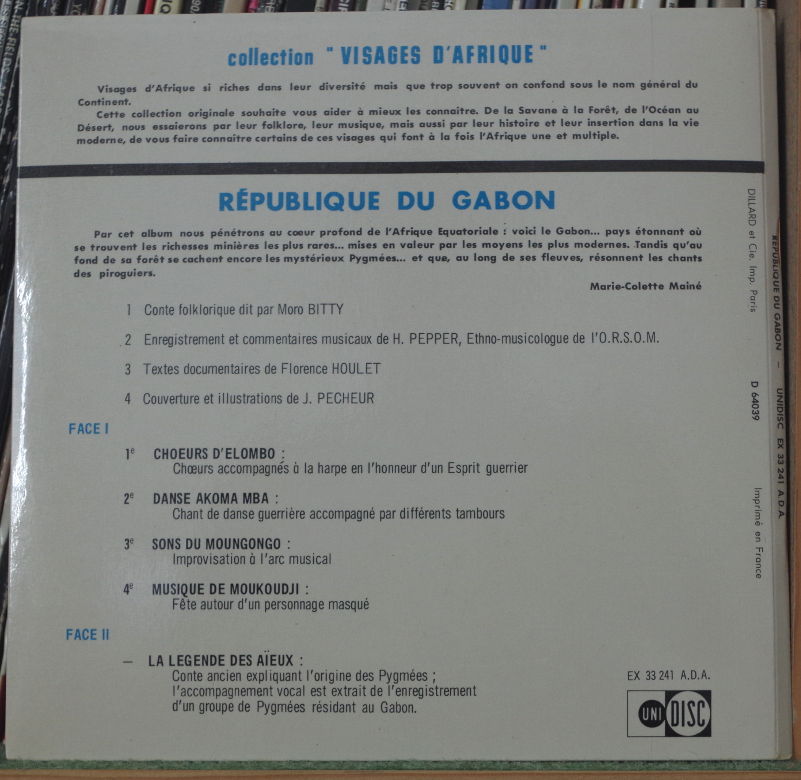 collection " VISAGES D'AFRIQUE "
Visages d'Afrique si riches dans leur diversité mais que trop souvent on confond sous le nom général du
Continent.
Cette collection originale souhaite vous aider à mieux les connaitre. De la Savane à la Forêt, de l'Océan au
Désert, nous essaierons par leur folklore, leur musique, mais aussi par leur histoire et leur insertion dans la vie
moderne, de vous faire connaitre certains de ces visages qui font à la fois l'Afrique une et multiple.
RÉPUBLIQUE DU GABON
Par cet album nous pénétrons au cœur profond de l'Afrique Equatoriale : voici le Gabon... pays étonnant où
se trouvent les richesses minières les plus rares... mises en valeur par les moyens les plus modernes. Tandis qu'au
fond de sa forêt se cachent encore les mystérieux Pygmées... et que, au long de ses fleuves, résonnent les chants
des piroguiers.
Marie-Colette Mainé
1 Conte folklorique dit par Moro BITTY
2 Enregistrement et commentaires musicaux de H. PEPPER, Ethno-musicologue de l'O.R.S.O.M.
3 Textes documentaires de Florence HOULET
4 Couverture et illustrations de J. PECHEUR
FACE I
1e CHOEURS D'ELOMBO :
Chœurs accompagnés à la harpe en l'honneur d'un Esprit guerrier
2e DANSE AKOMA MBA :
Chant de danse guerrière accompagné par différents tambours
3e SONS DU MOUNGONGO :
Improvisation à l'arc musical
4e MUSIQUE DE MOUKOUDJI :
Fête autour d'un personnage masqué
FACE II
— LA LEGENDE DES AÏEUX :
Conte ancien expliquant l'origine des Pygmées ;
l'accompagnement vocal est extrait de l'enregistrement
d'un groupe de Pygmées résidant au Gabon.
EX 33 241 A.D.A.
UNI DISC
DILLARD et Cie. Imp. Paris
D 64039
Imprimé en France
RÉPUBLIQUE DU GABON — UNIDISC EX 33 241 A.D.A.